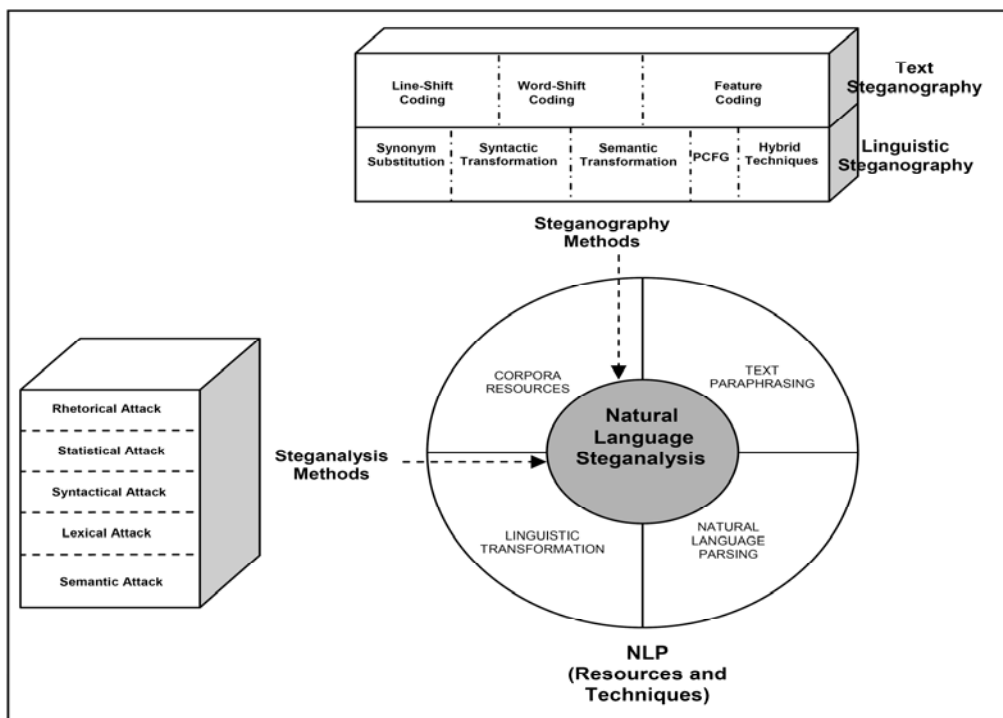 Line-Shift
Coding
Word-Shift
Coding
Feature
Coding
Text
Steganography
Synonym
Substitution
Syntactic
Transformation
Semantic
Transformation
PCFG
Hybrid
Techniques
Linguistic
Steganography
Steganography
Methods
CORPORA
RESOURCES
TEXT
PARAPHRASING
Natural
Language
Steganalysis
Rhetorical Attack
Statistical Attack
Syntactical Attack
Lexical Attack
Semantic Attack
Steganalysis
Methods
LINGUISTIC
TRANSFORMATION
NATURAL
LANGUAGE
PARSING
NLP
(Resources and
Techniques)